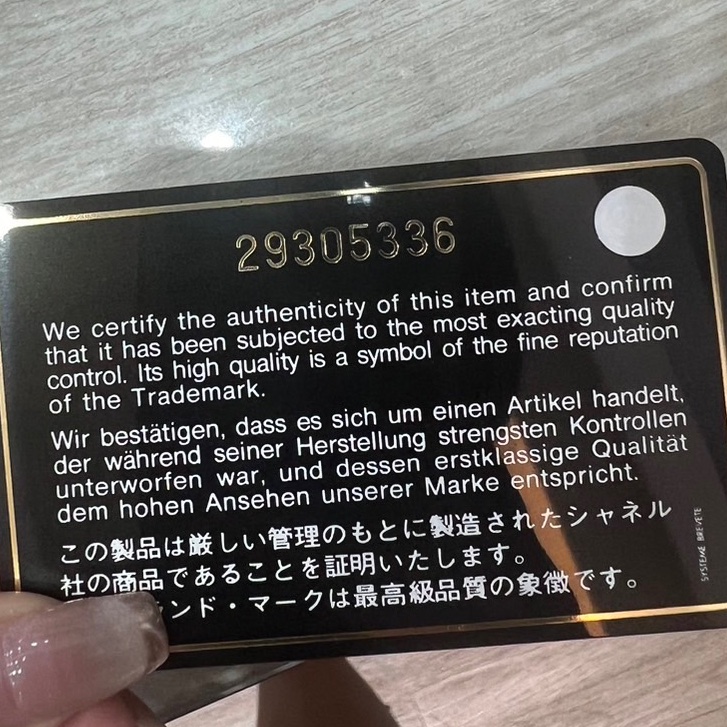 29305336
We certify the authenticity of this item and confirm
that it has been subjected to the most exacting quality
control. Its high quality is a symbol of the fine reputation
of the Trademark.
Wir bestätigen, dass es sich um einen Artikel handelt,
der während seiner Herstellung strengsten Kontrollen
unterworfen war, und dessen erstklassige Qualität
dem hohen Ansehen unserer Marke entspricht.
この製品は厳しい管理のもとに製造されたシャネル
社の商品であることを証明いたします。
ンド・マークは最高級品質の象徴です。
SYSTEME BREVETE